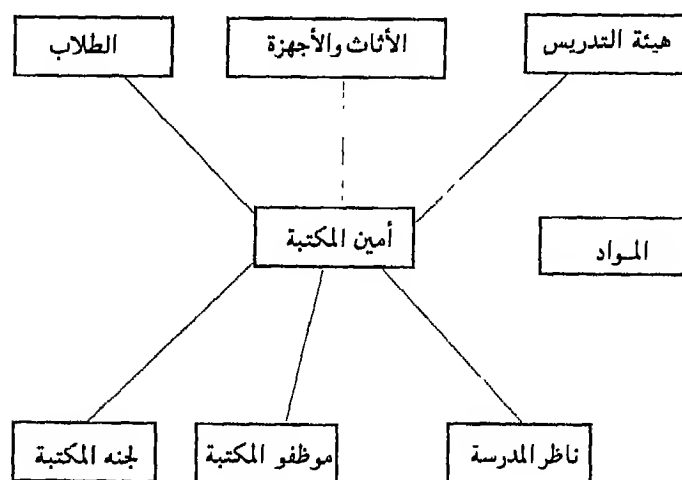 هيئة التدريس
الأثاث والأجهزة
الطلاب
أمين المكتبة
المـواد
ناظر المدرسة
موظفو المكتبة
لجنه المكتبة